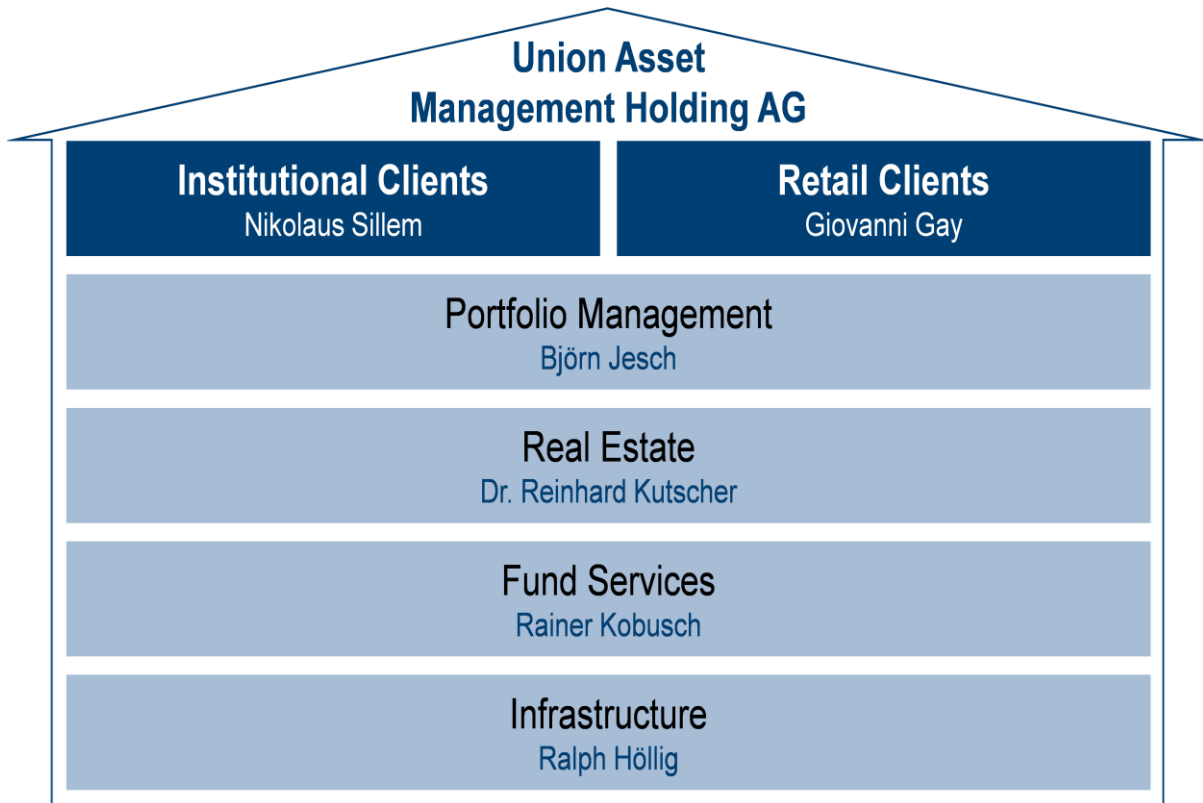 Union Asset
Management Holding AG
Institutional Clients
Nikolaus Sillem
Retail Clients
Giovanni Gay
Portfolio Management
Björn Jesch
Real Estate
Dr. Reinhard Kutscher
Fund Services
Rainer Kobusch
Infrastructure
Ralph Höllig